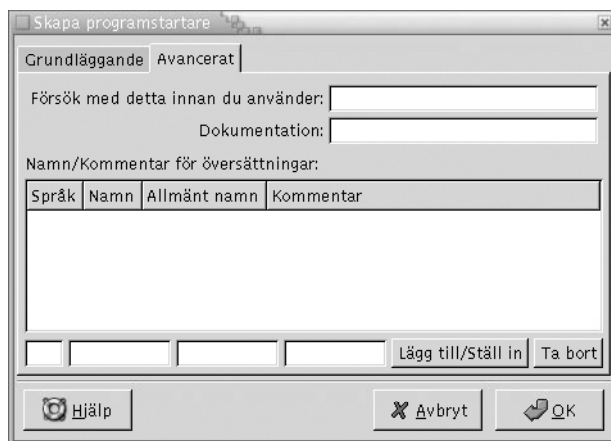 Skapa programstartare
Grundläggande Avancerat
Försök med detta innan du använder:
Dokumentation:
Namn/Kommentar för översättningar:
Språk Namn Allmänt namn Kommentar
Lägg till/Ställ in Ta bort
Hjälp Avbryt OK